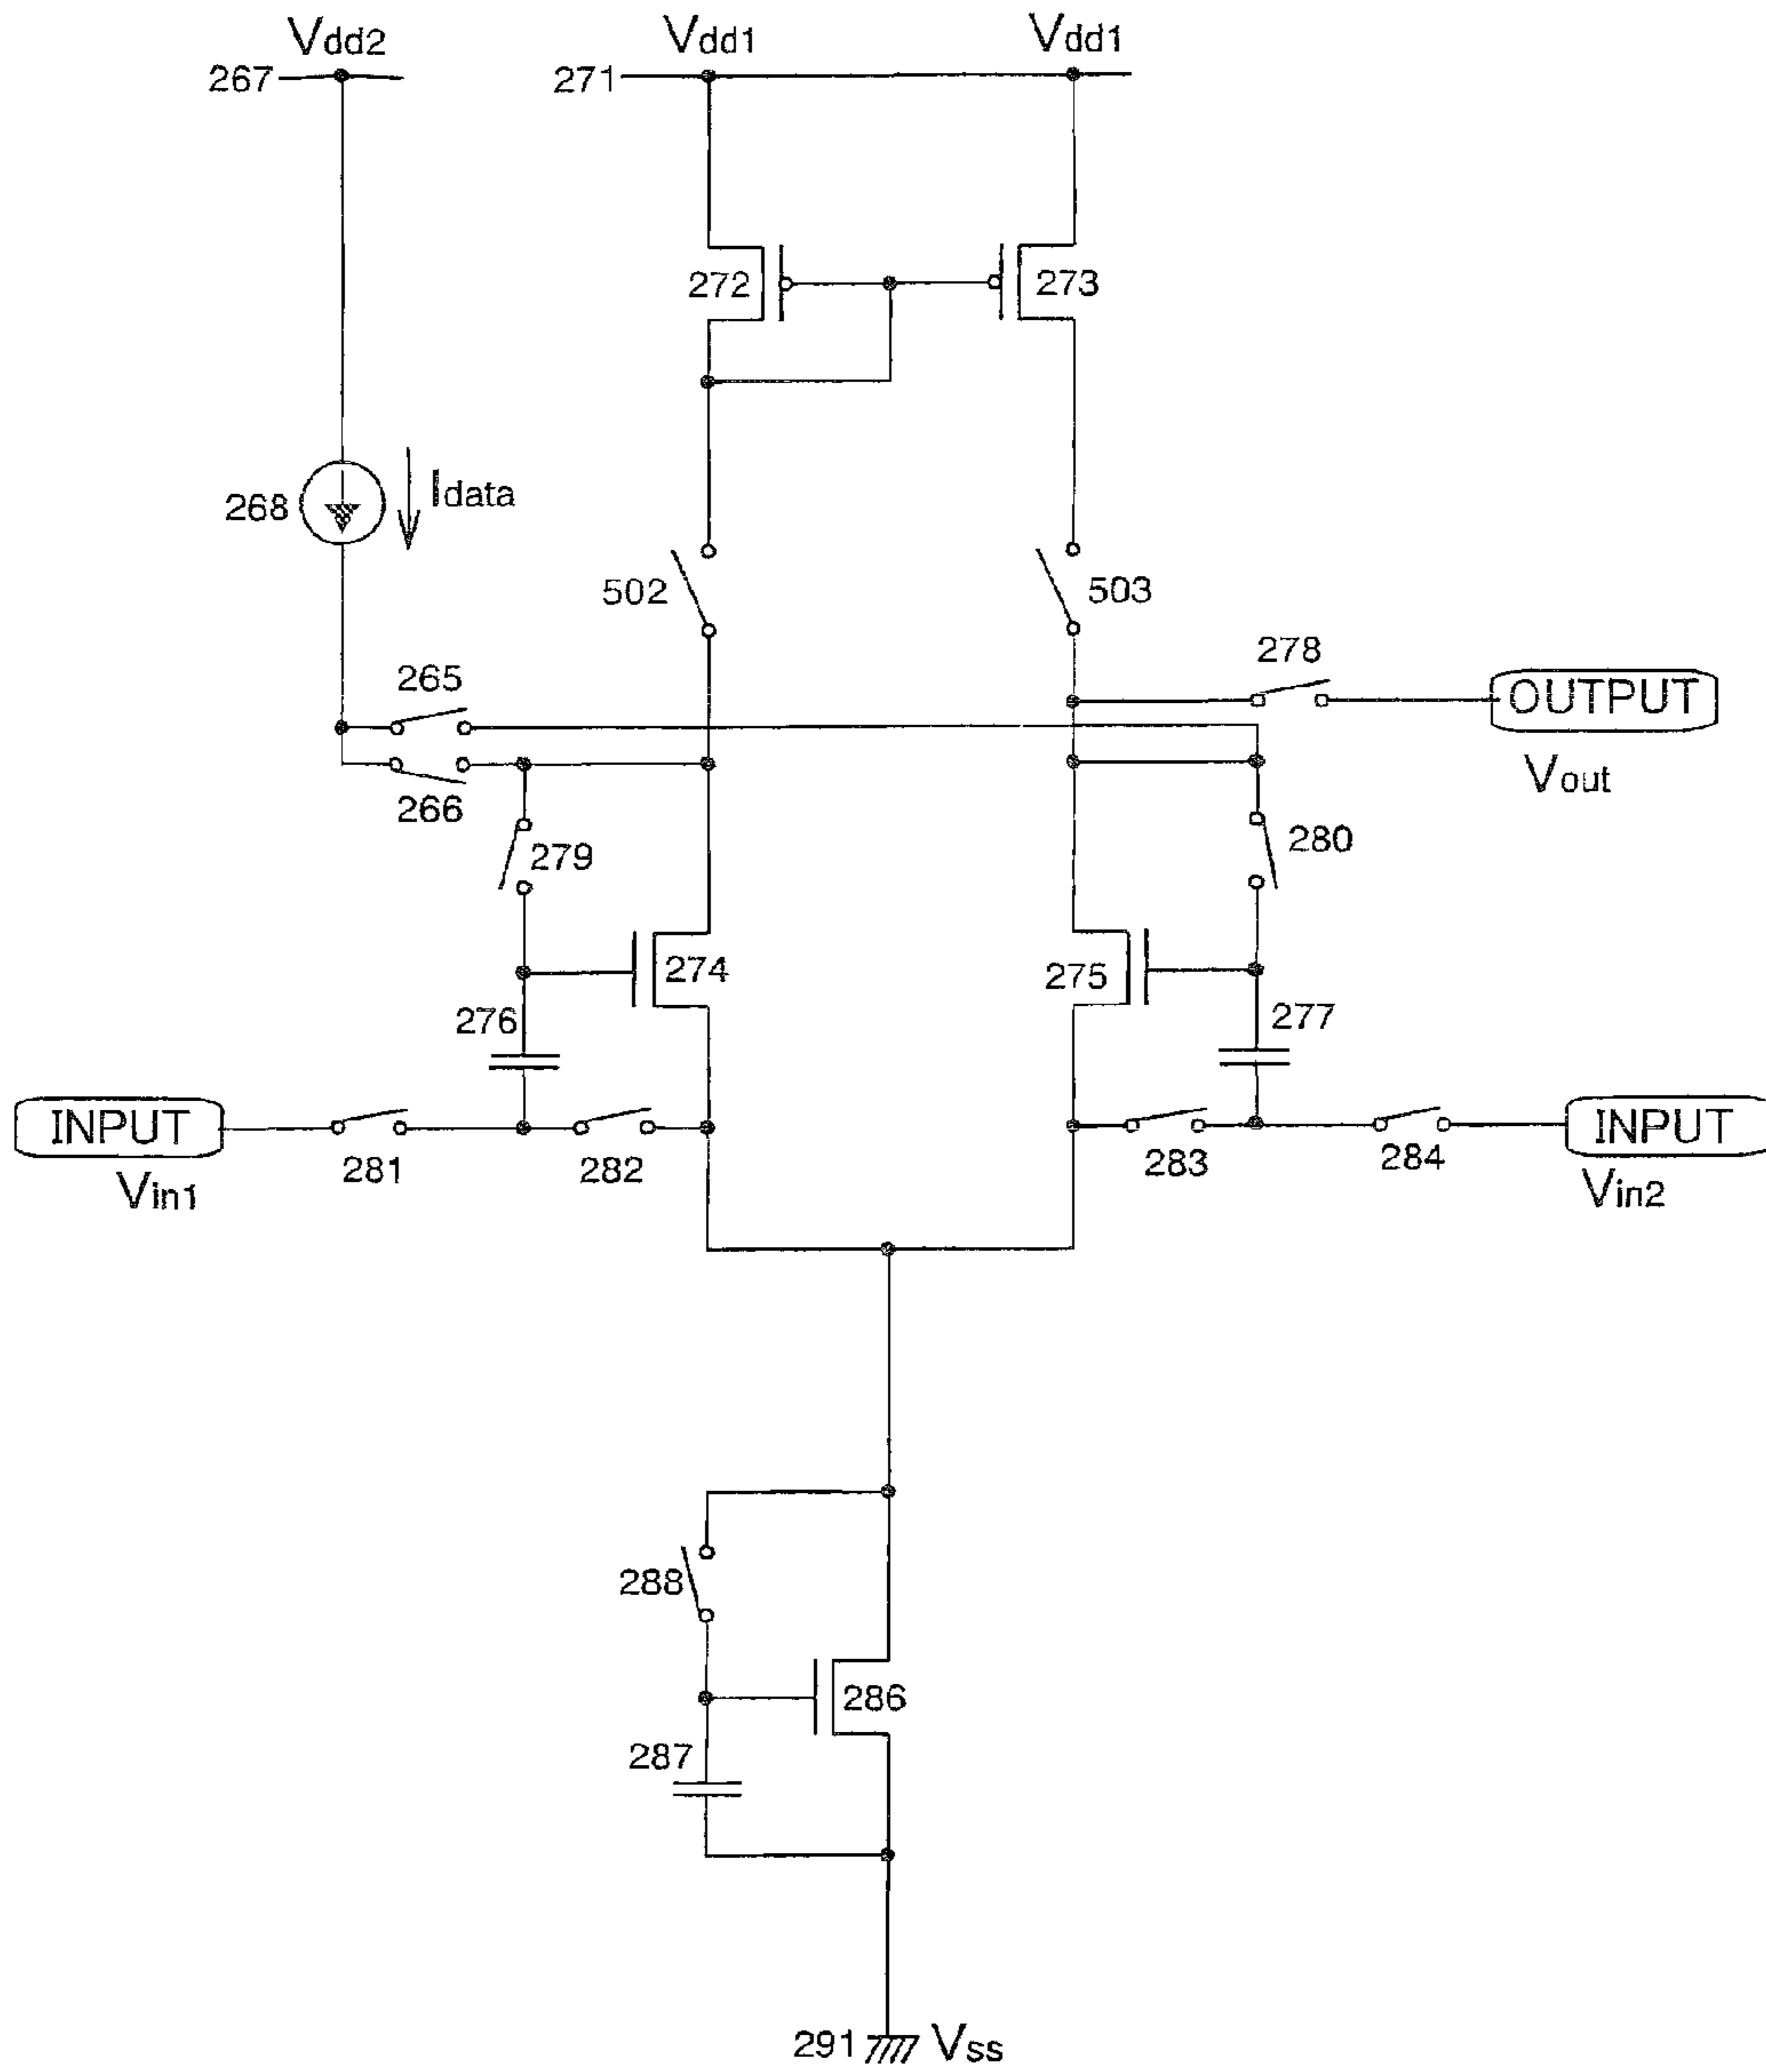 Vdd2
Vdd1
Vdd1
267
271
272
273
268
Idata
502
503
265
278
OUTPUT
266
Vout
279
280
274
275
276
277
INPUT
INPUT
281
282
283
284
Vin1
Vin2
288
286
287
291
Vss